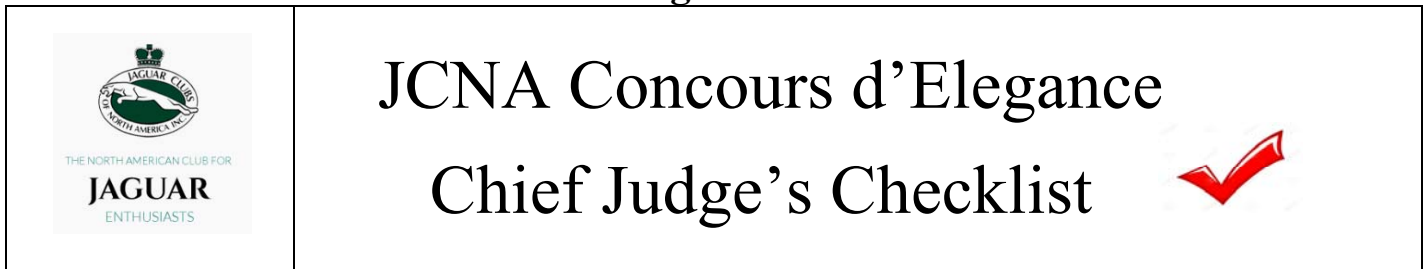 JAGUAR CLUBS
OF NORTH AMERICA INC.
THE NORTH AMERICAN CLUB FOR
JAGUAR
ENTHUSIASTS
JCNA Concours d’Elegance
Chief Judge’s Checklist